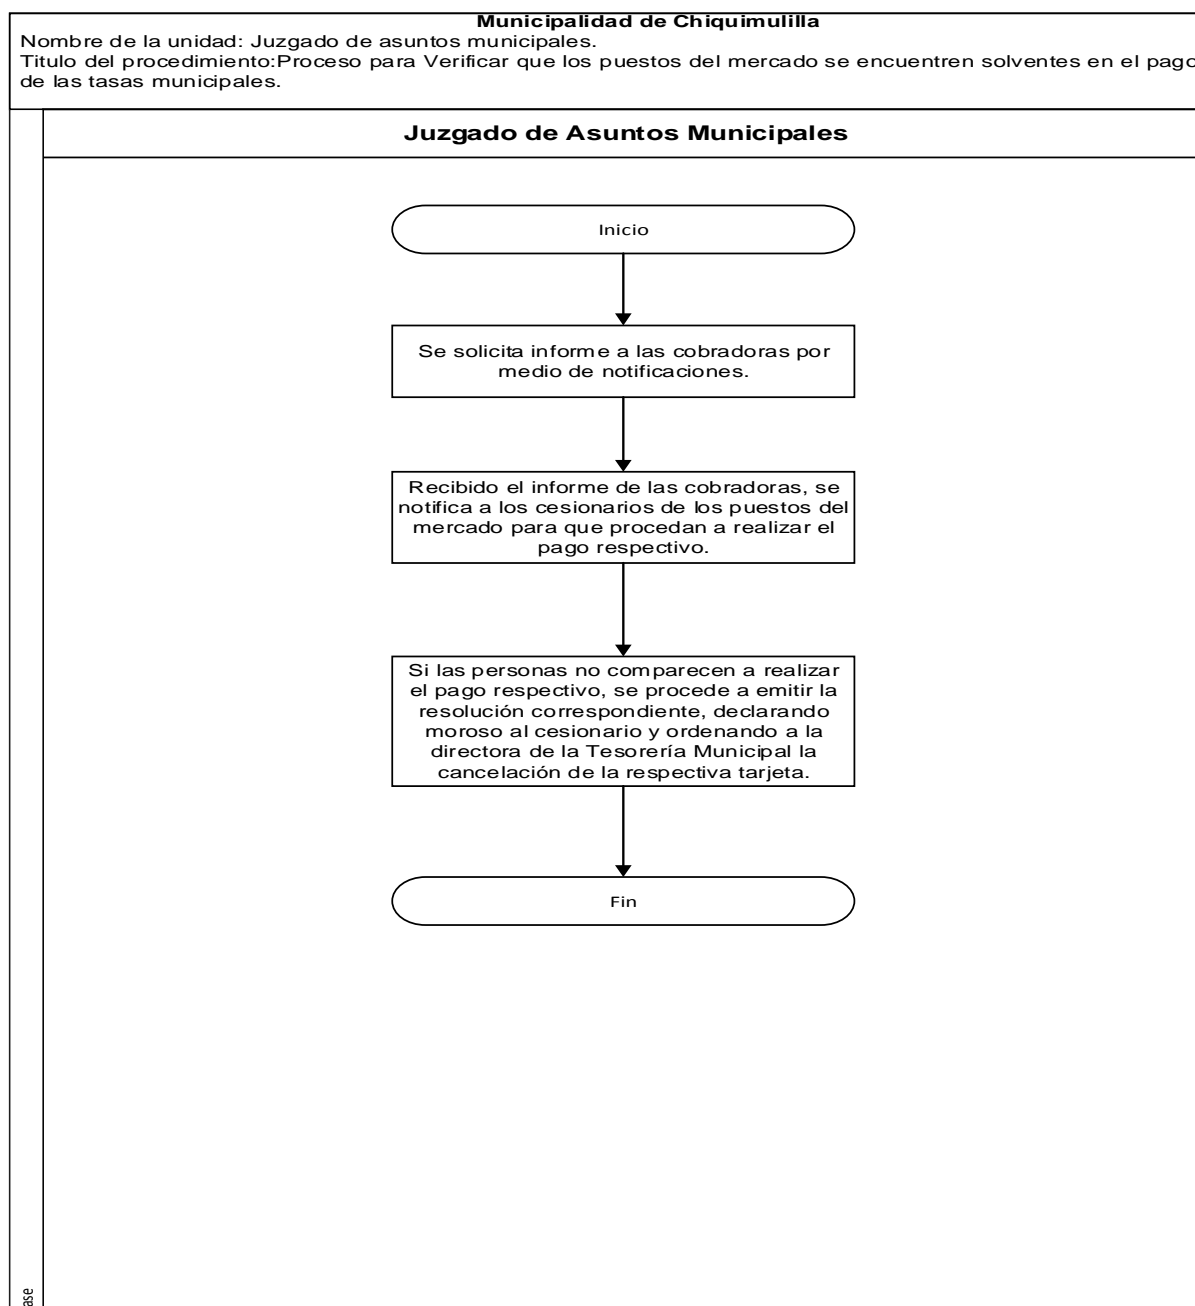 Municipalidad de Chiquimulilla
Nombre de la unidad: Juzgado de asuntos municipales.
Titulo del procedimiento:Proceso para Verificar que los puestos del mercado se encuentren solventes en el pago
de las tasas municipales.
Juzgado de Asuntos Municipales
Inicio
Se solicita informe a las cobradoras por
medio de notificaciones.
Recibido el informe de las cobradoras, se
notifica a los cesionarios de los puestos del
mercado para que procedan a realizar el
pago respectivo.
Si las personas no comparecen a realizar
el pago respectivo, se procede a emitir la
resolución correspondiente, declarando
moroso al cesionario y ordenando a la
directora de la Tesorería Municipal la
cancelación de la respectiva tarjeta.
Fin
ase